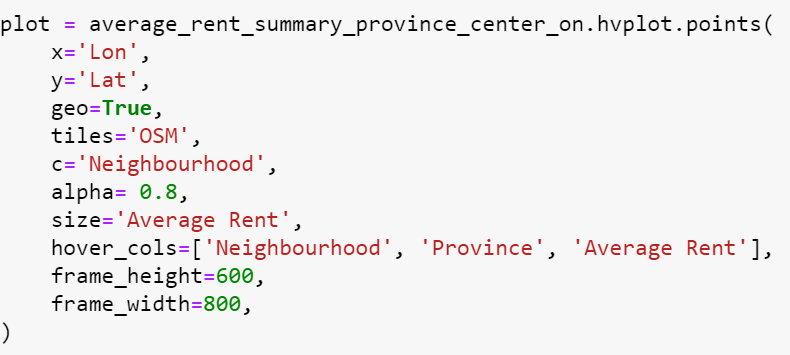 plot = average_rent_summary_province_center_on.hvplot.points(
    x='Lon',
    y='Lat',
    geo=True,
    tiles='OSM',
    c='Neighbourhood',
    alpha= 0.8,
    size='Average Rent',
    hover_cols=['Neighbourhood', 'Province', 'Average Rent'],
    frame_height=600,
    frame_width=800,
)